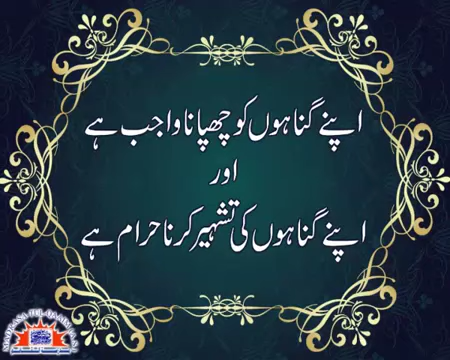 اپنے گناہوں کو چھپانا واجب ہے
اور
اپنے گناہوں کی تشہیر کرنا حرام ہے